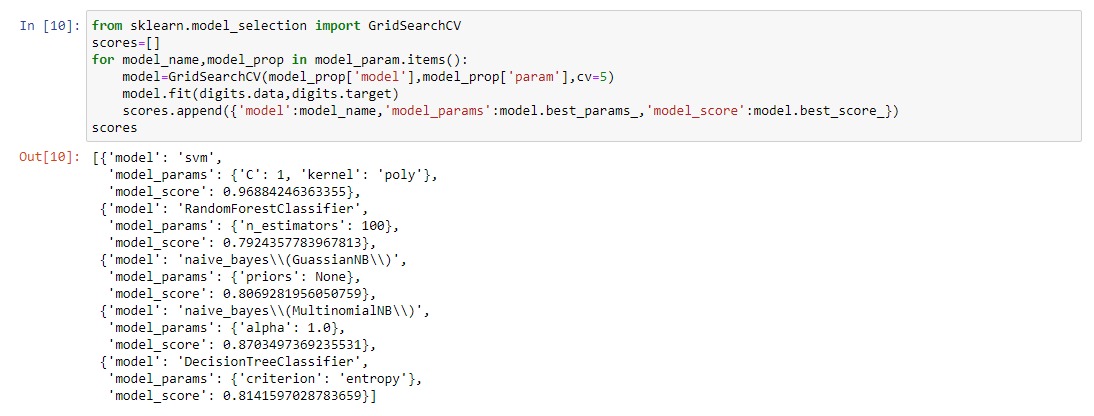 In [10]: from sklearn.model_selection import GridSearchCV
scores=[]
for model_name,model_prop in model_param.items():
    model=GridSearchCV(model_prop['model'],model_prop['param'],cv=5)
    model.fit(digits.data,digits.target)
    scores.append({'model':model_name,'model_params':model.best_params_,'model_score':model.best_score_})
scores
Out[10]: [{'model': 'svm',
  'model_params': {'C': 1, 'kernel': 'poly'},
  'model_score': 0.96884246363355},
 {'model': 'RandomForestClassifier',
  'model_params': {'n_estimators': 100},
  'model_score': 0.7924357783967813},
 {'model': 'naive_bayes\\(GuassianNB\\)',
  'model_params': {'priors': None},
  'model_score': 0.8069281956050759},
 {'model': 'naive_bayes\\(MultinomialNB\\)',
  'model_params': {'alpha': 1.0},
  'model_score': 0.8703497369235531},
 {'model': 'DecisionTreeClassifier',
  'model_params': {'criterion': 'entropy'},
  'model_score': 0.8141597028783659}]